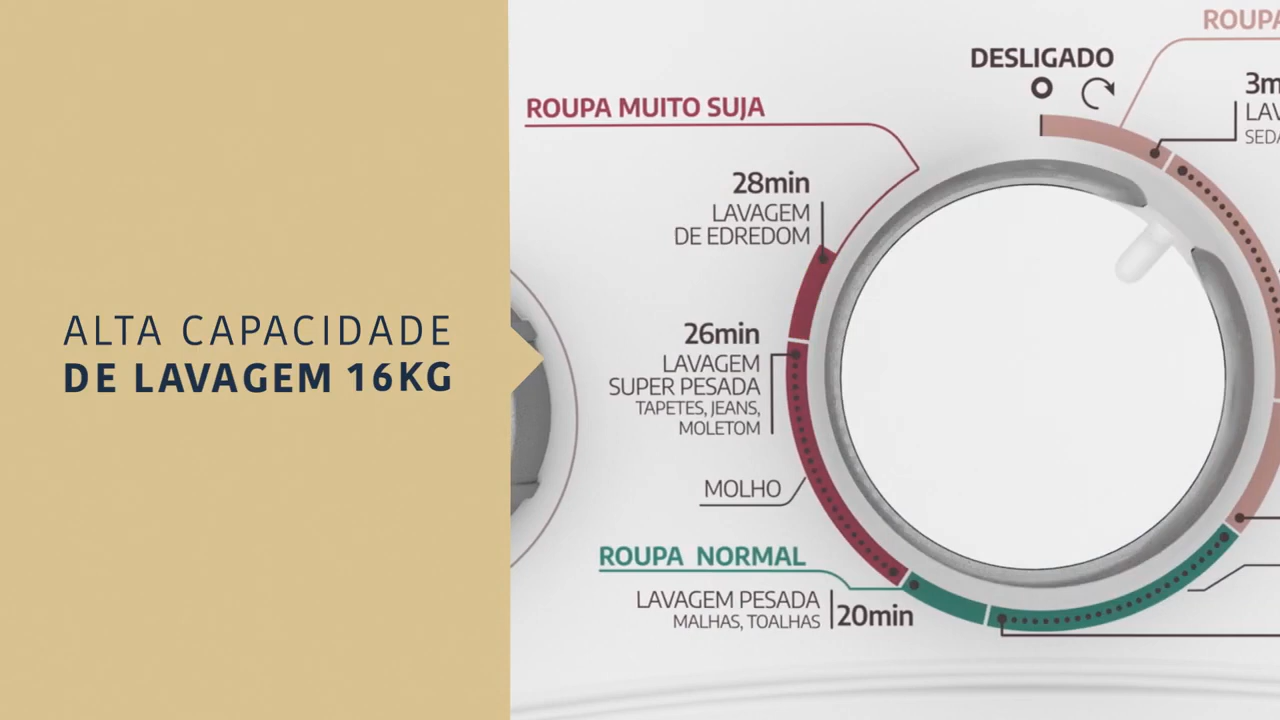 ALTA CAPACIDADE
DE LAVAGEM 16KG
DESLIGADO
ROUPA MUITO SUJA
28min
LAVAGEM
DE EDREDOM
26min
LAVAGEM
SUPER PESADA
TAPETES, JEANS,
MOLETOM
MOLHO
ROUPA NORMAL
LAVAGEM PESADA
MALHAS, TOALHAS
20min
ROUPA